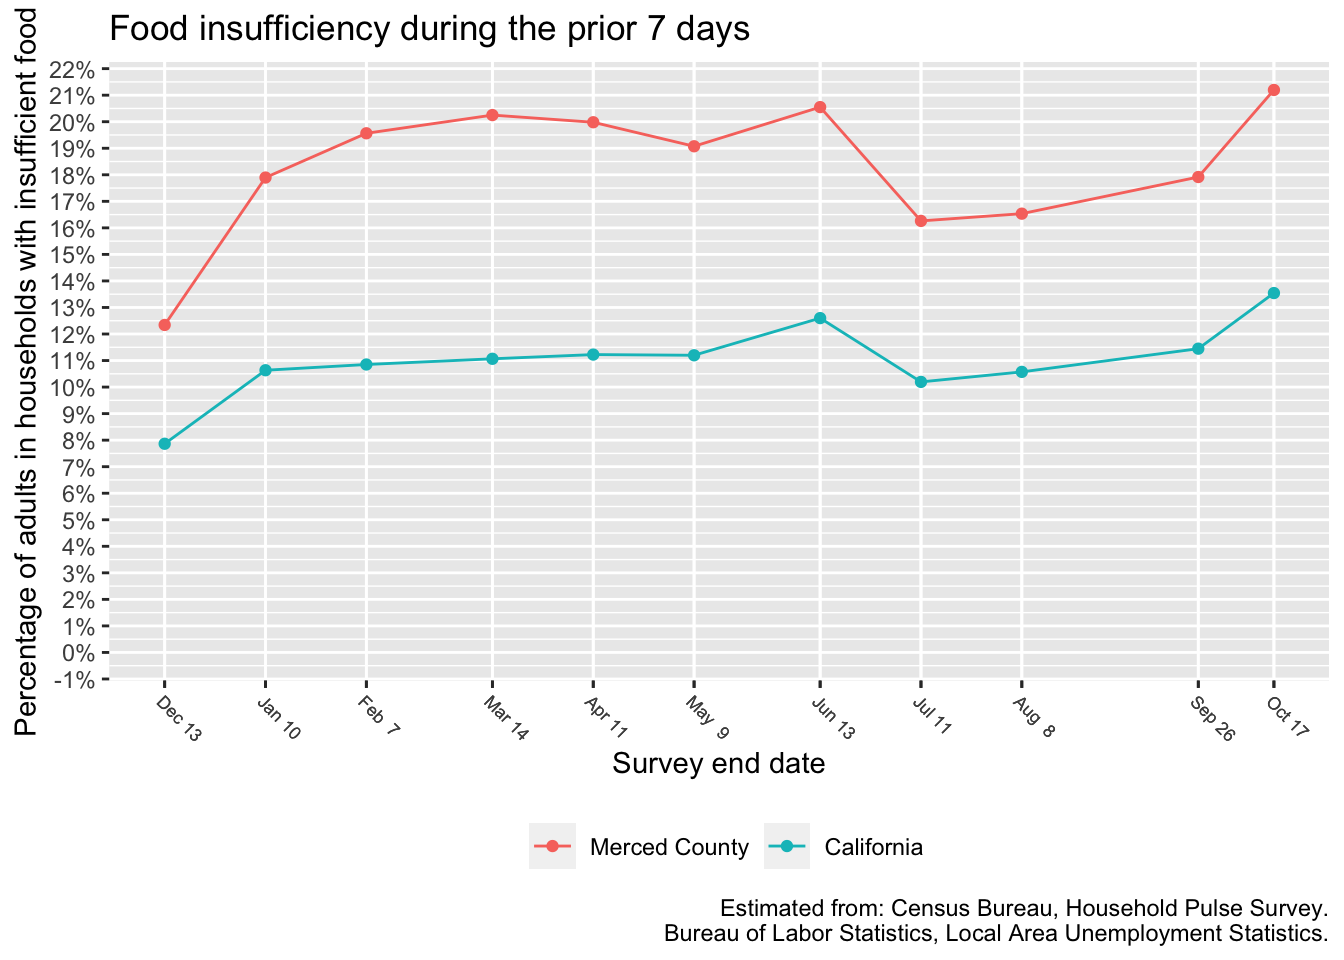 Food insufficiency during the prior 7 days
Percentage of adults in households with insufficient food
22%
21%
20%
19%
18%
17%
16%
15%
14%
13%
12%
11%
10%
9%
8%
7%
6%
5%
4%
3%
2%
1%
0%
-1%
Dec 13
Jan 10
Feb 7
Mar 14
Apr 11
May 9
Jun 13
Jul 11
Aug 8
Sep 26
Oct 17
Survey end date
Merced County
California
Estimated from: Census Bureau, Household Pulse Survey.
Bureau of Labor Statistics, Local Area Unemployment Statistics.